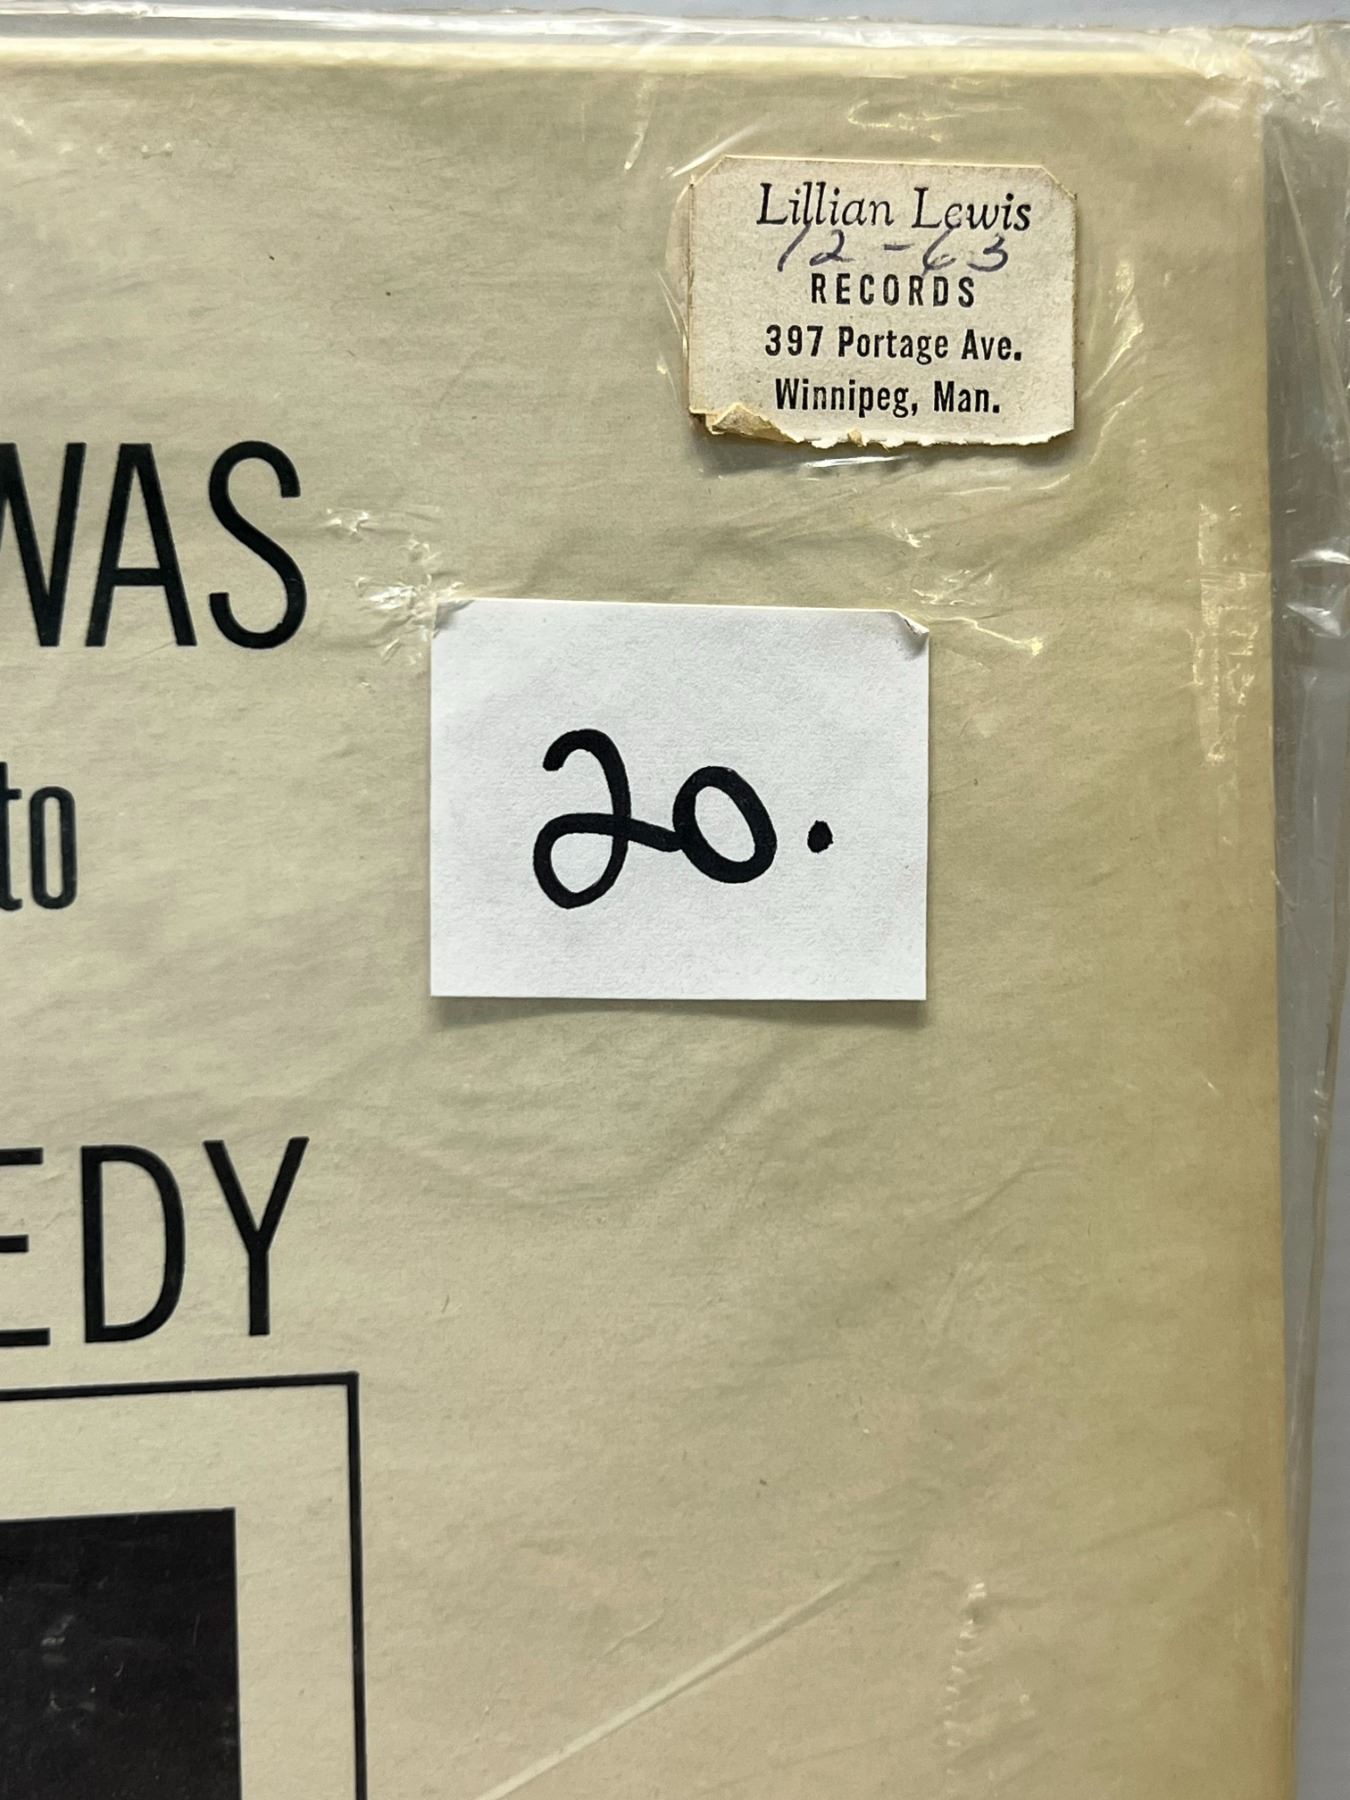 Lillian Lewis
12-63
RECORDS
397 Portage Ave.
Winnipeg, Man.
WAS
20.
to
EDY